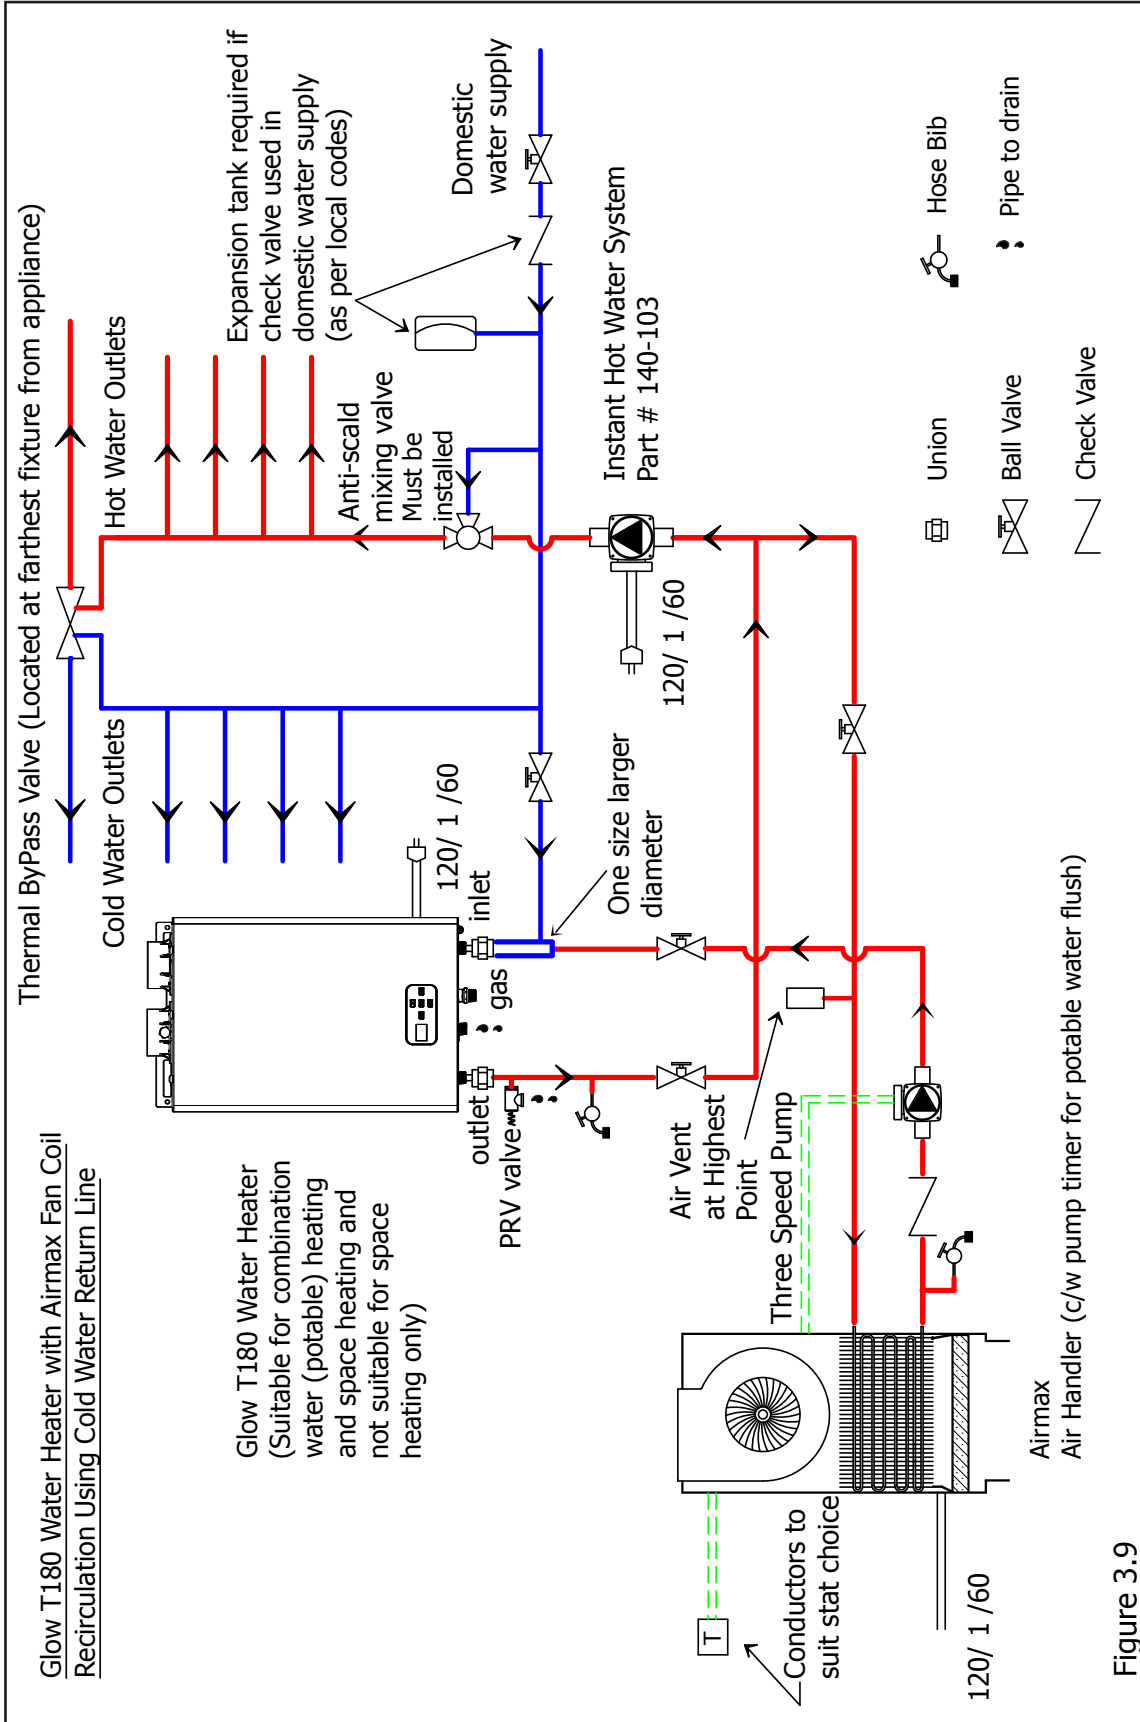 Glow T180 Water Heater with Airmax Fan Coil
Recirculation Using Cold Water Return Line
Thermal ByPass Valve (Located at farthest fixture from appliance)
Cold Water Outlets
Hot Water Outlets
Expansion tank required if
check valve used in
domestic water supply
(as per local codes)
Glow T180 Water Heater
(Suitable for combination
water (potable) heating
and space heating and
not suitable for space
heating only)
120/ 1 /60
Anti-scald
mixing valve
Must be
installed
Domestic
water supply
outlet
gas
inlet
PRV valve
One size larger
diameter
Instant Hot Water System
Part # 140-103
120/ 1 /60
Air Vent
at Highest
Point
Three Speed Pump
T
Conductors to
suit stat choice
120/ 1 /60
Airmax
Air Handler (c/w pump timer for potable water flush)
Union
Hose Bib
Ball Valve
Pipe to drain
Check Valve
Figure 3.9